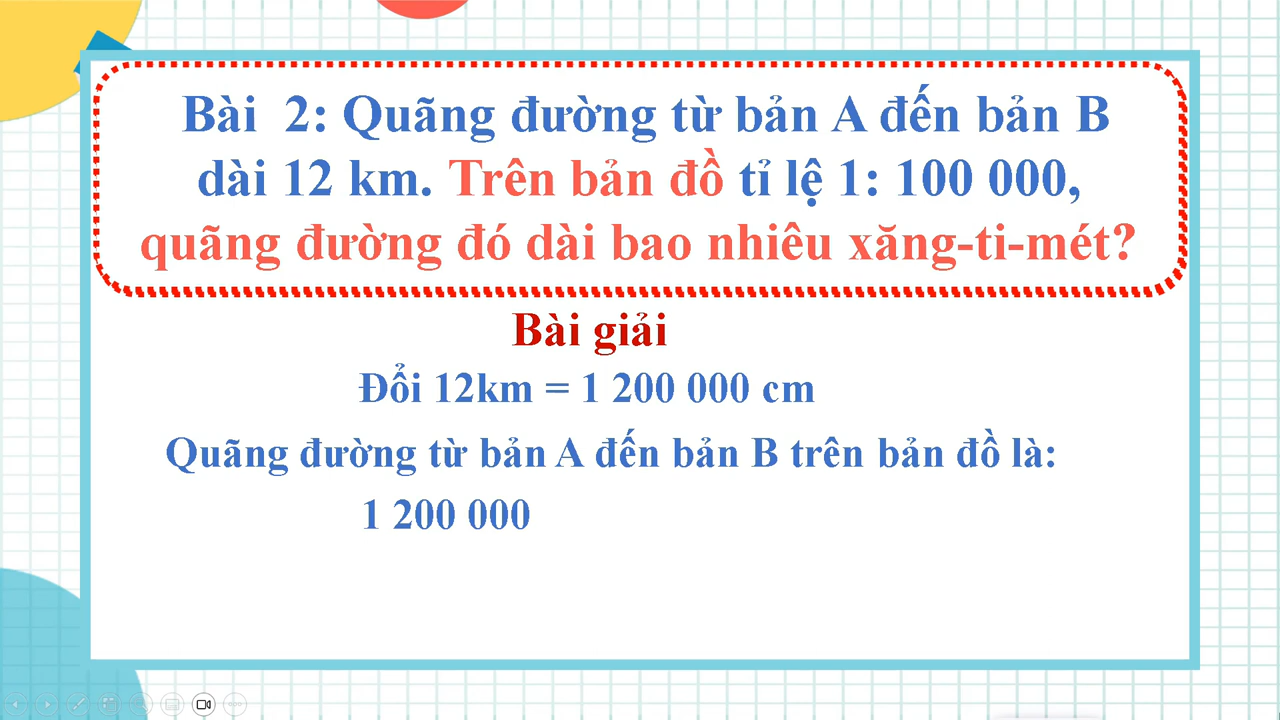 Bài 2: Quãng đường từ bản A đến bản B
dài 12 km. Trên bản đồ tỉ lệ 1: 100 000,
quãng đường đó dài bao nhiêu xăng-ti-mét?
Bài giải
Đổi 12km = 1 200 000 cm
Quãng đường từ bản A đến bản B trên bản đồ là:
1 200 000